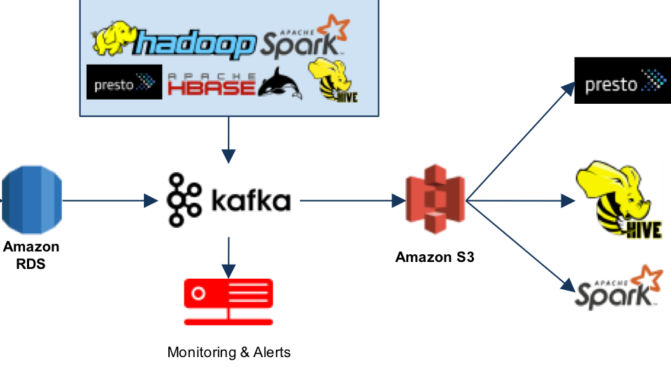 hadoop
APACHE
Spark
presto
APACHE
HBASE
HIVE
presto
kafka
Amazon
RDS
Amazon S3
HIVE
APACHE
Spark
Monitoring & Alerts